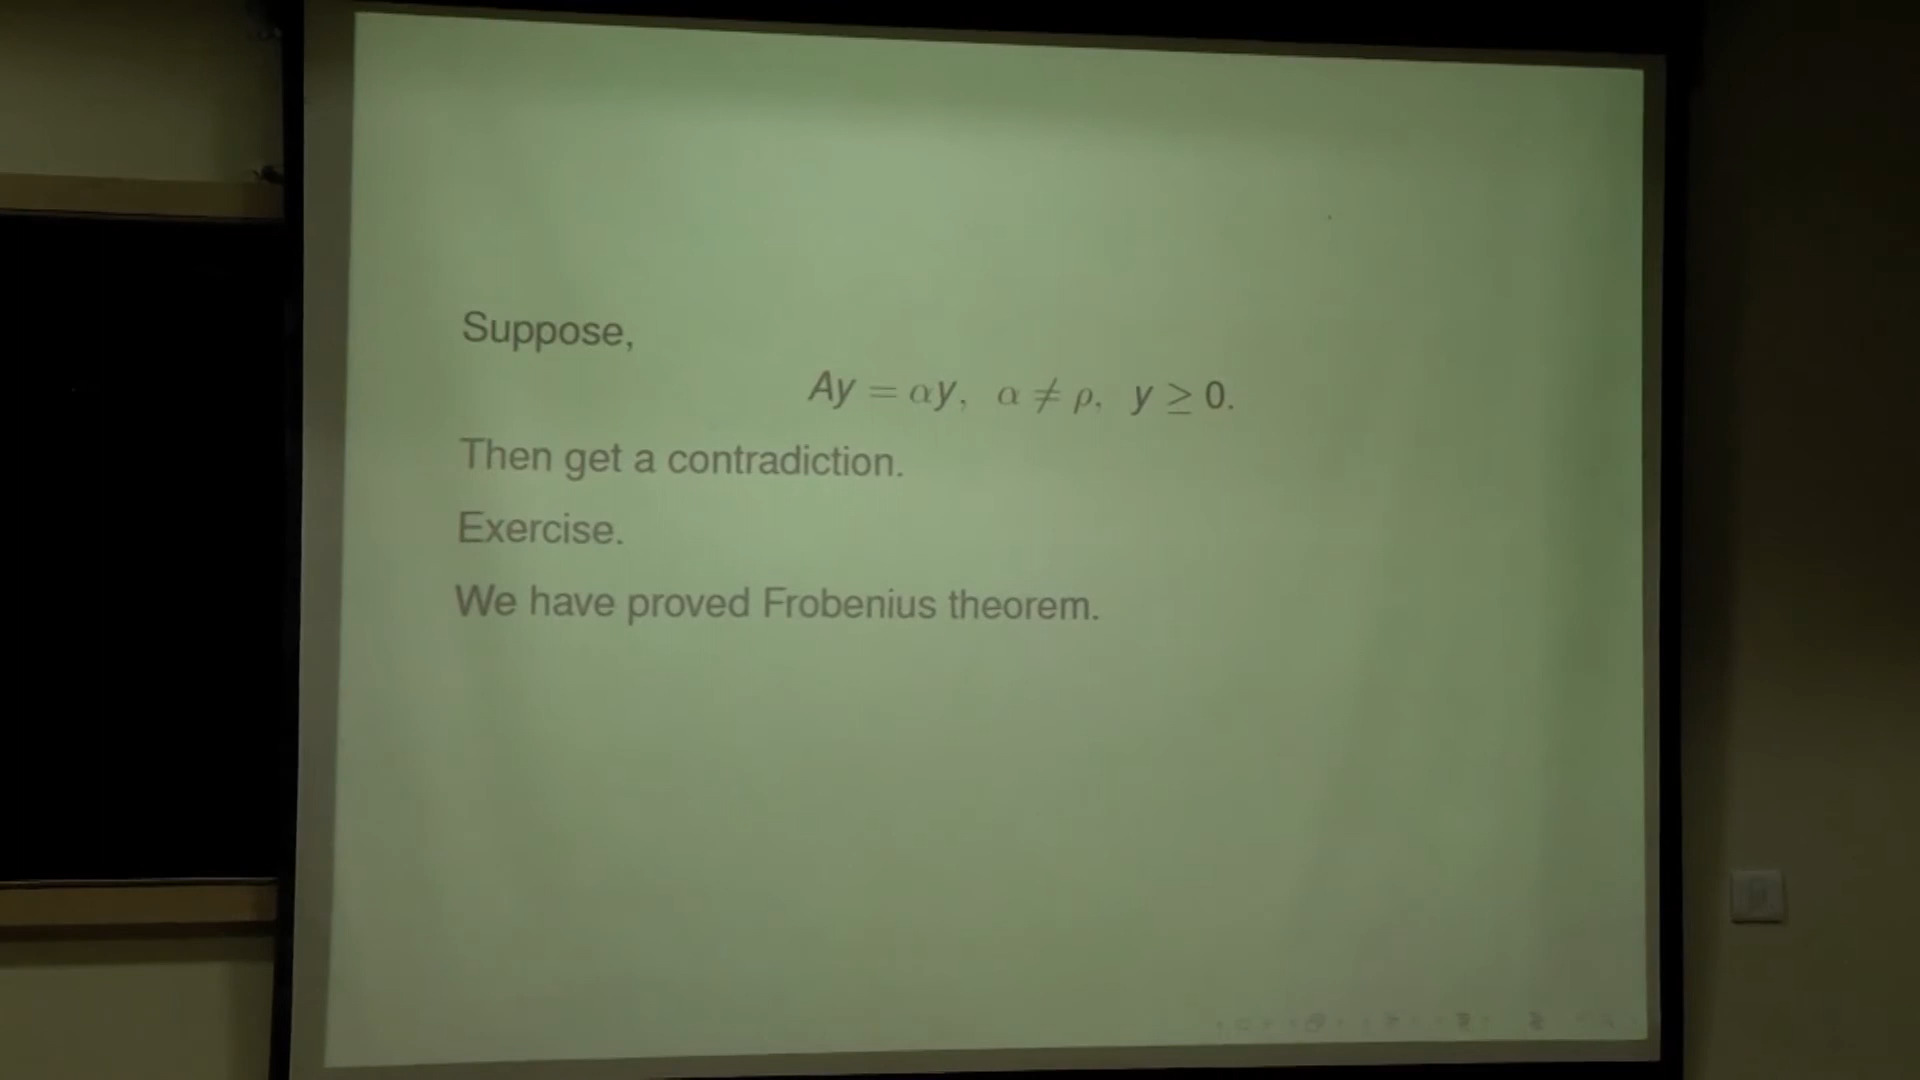 Suppose,
Ay = αy, α ≠ ρ, y ≥ 0.
Then get a contradiction.
Exercise.
We have proved Frobenius theorem.